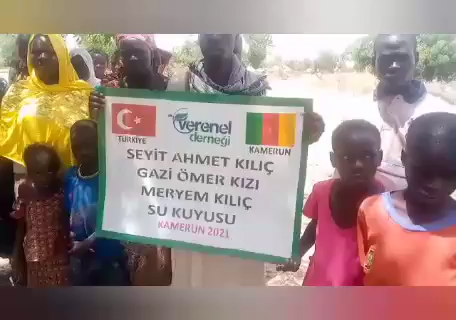 verenel
derneği
TÜRKİYE
KAMERUN
SEYİT AHMET KILIÇ
GAZİ ÖMER KIZI
MERYEM KILIÇ
SU KUYUSU
KAMERUN 2021